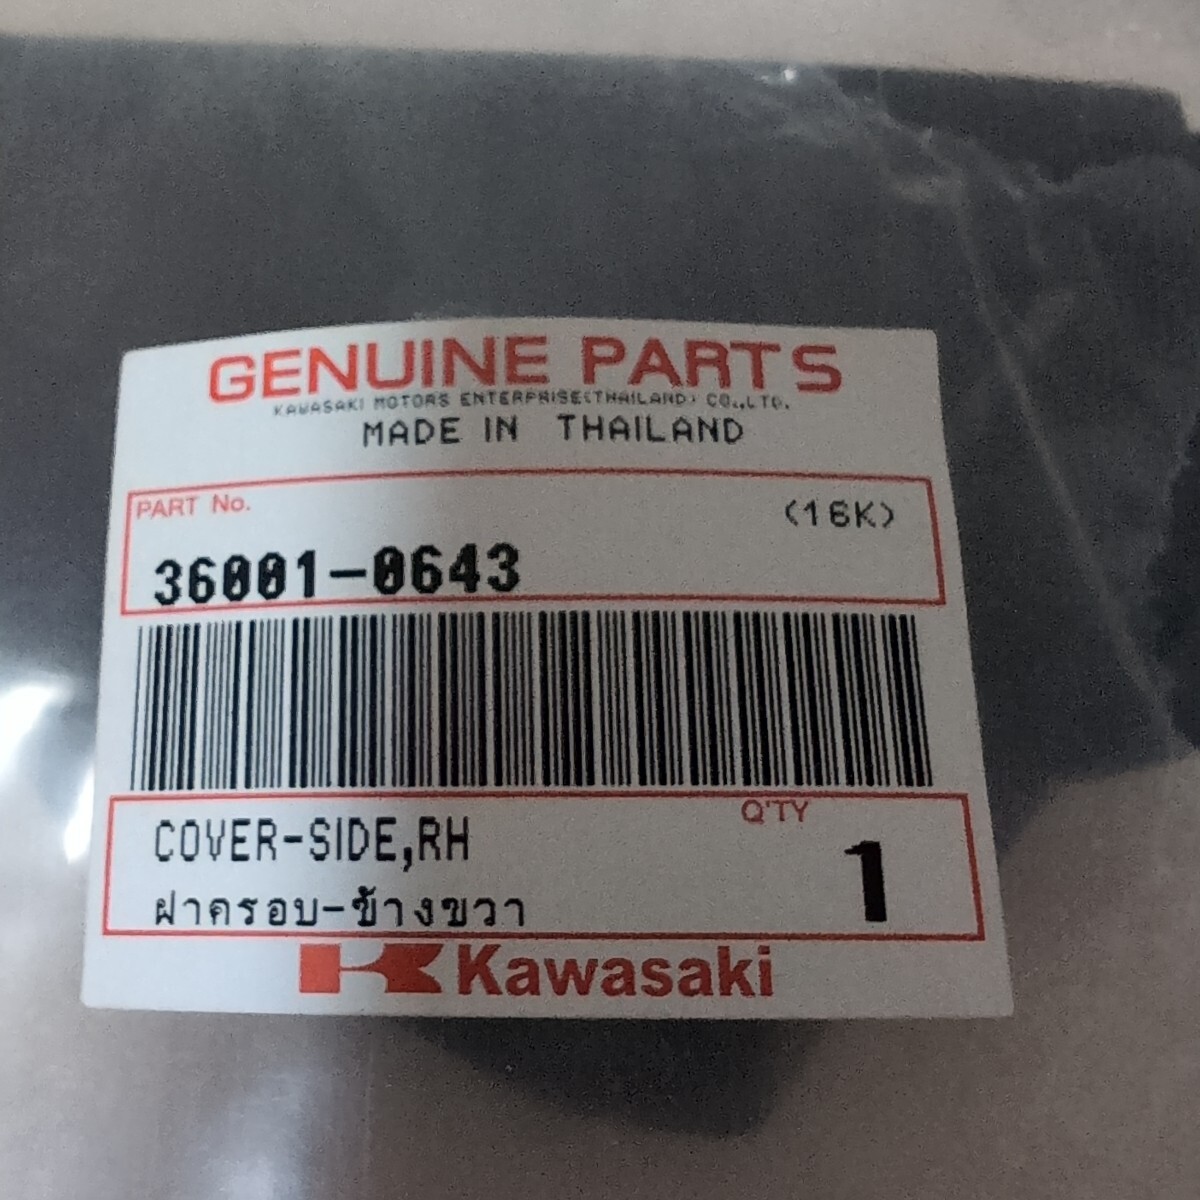 GENUINE PARTS
KAWASAKI MOTORS ENTERPRISE(THAILAND) CO.,LTD.
MADE IN THAILAND
PART No.
(16K)
36001-0643
Q'TY
COVER-SIDE,RH
1
ฝาครอบ-ข้างขวา
Kawasaki